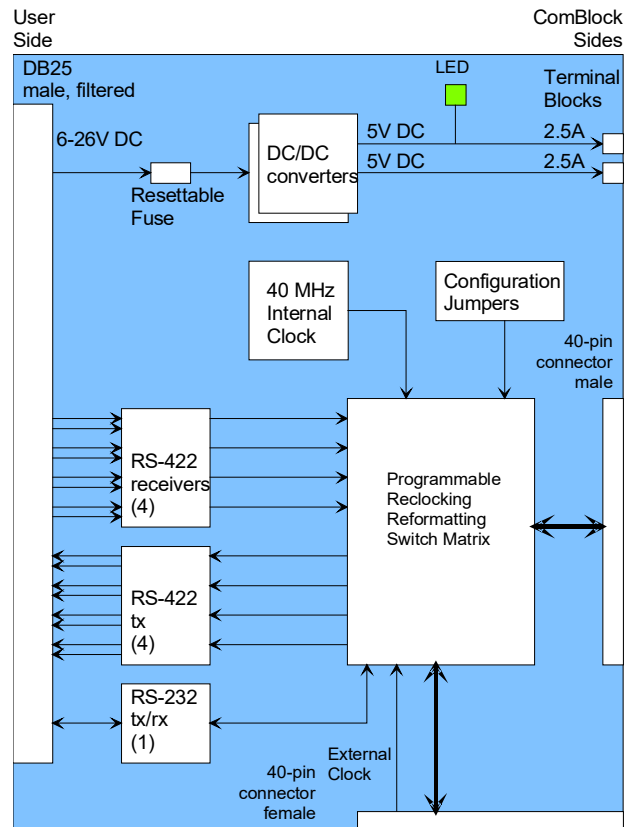 User
Side
ComBlock
Sides
DB25
male, filtered
LED
Terminal
Blocks
6-26V DC
DC/DC
converters
5V DC
2.5A
5V DC
2.5A
Resettable
Fuse
40 MHz
Internal
Clock
Configuration
Jumpers
40-pin
connector
male
RS-422
receivers
(4)
Programmable
Reclocking
Reformatting
Switch Matrix
RS-422
tx
(4)
RS-232
tx/rx
(1)
External
Clock
40-pin
connector
female